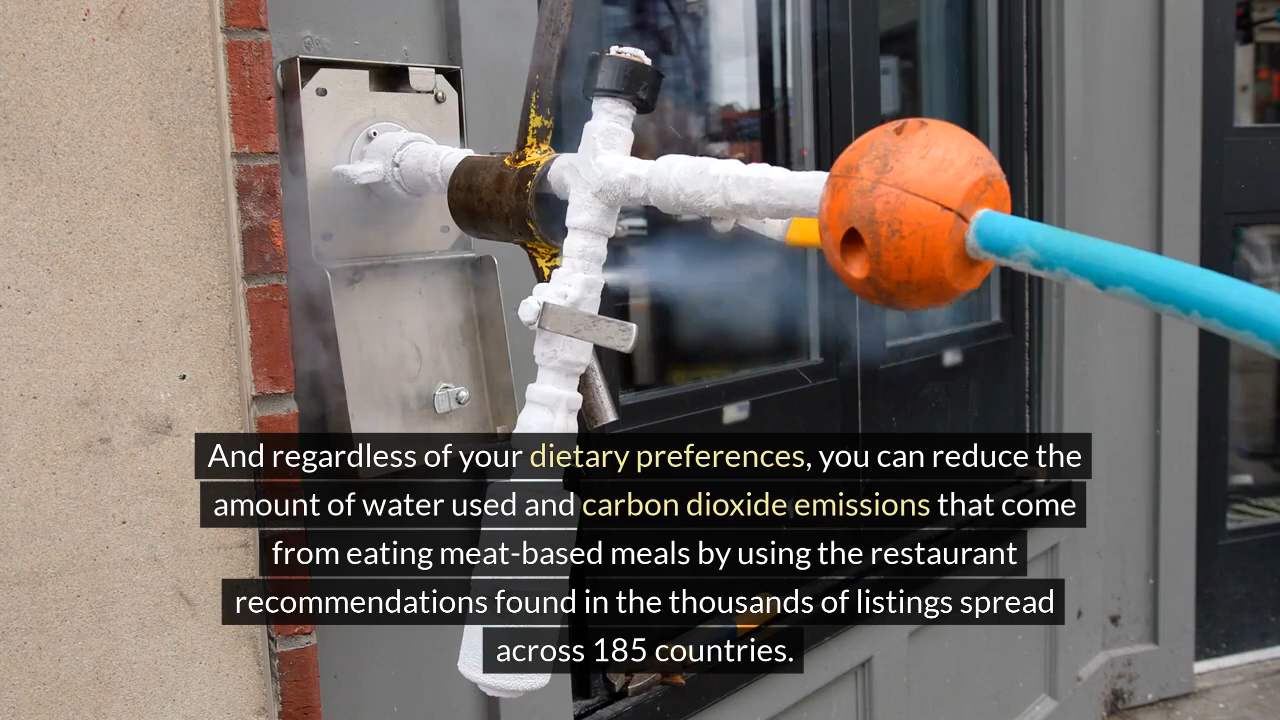 And regardless of your dietary preferences, you can reduce the
amount of water used and carbon dioxide emissions that come
from eating meat-based meals by using the restaurant
recommendations found in the thousands of listings spread
across 185 countries.